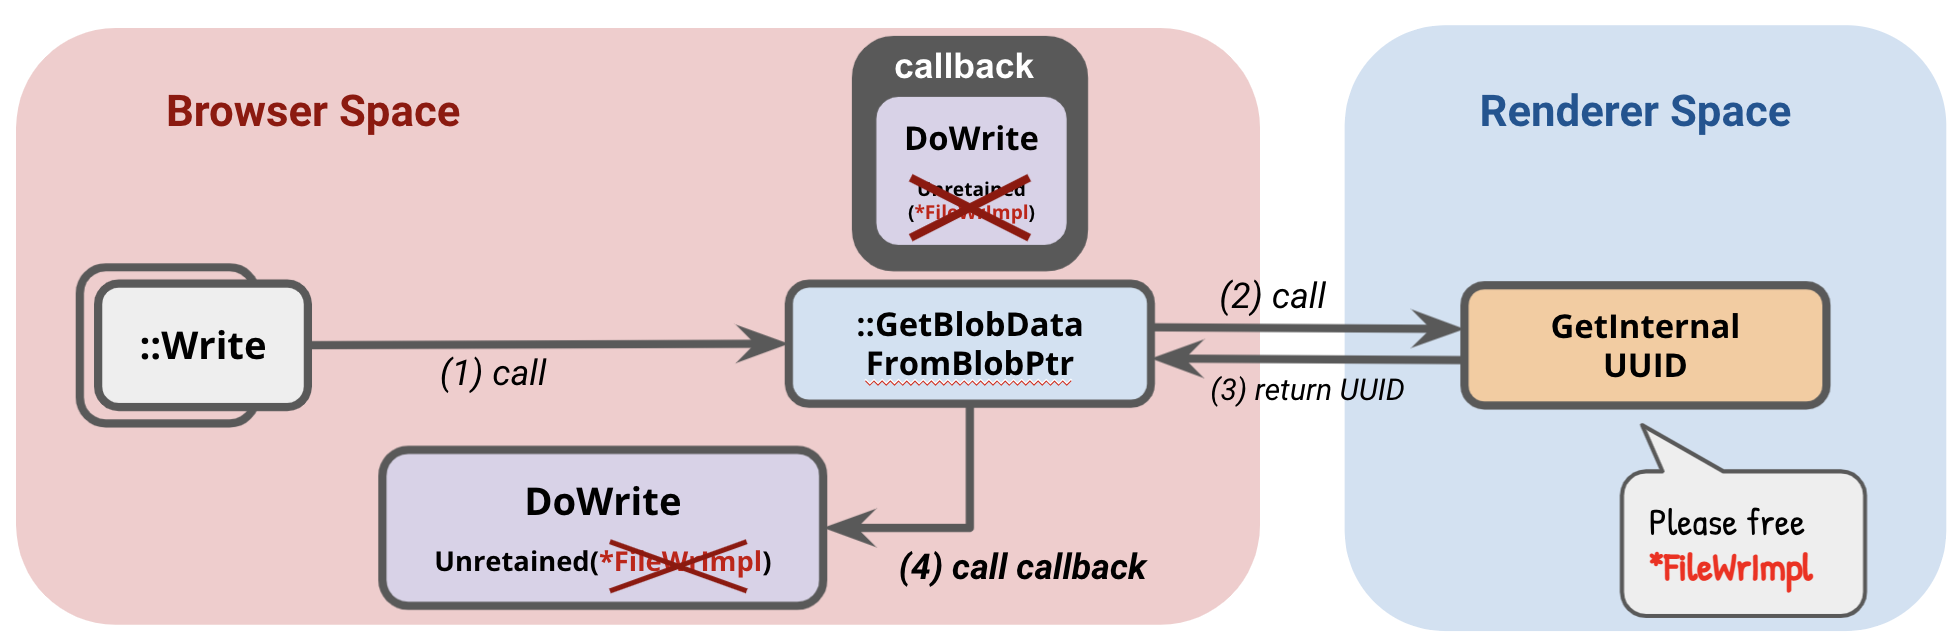 callback
Browser Space
Renderer Space
DoWrite
Unretained
(*FileWrImpl)
::Write
(1) call
::GetBlobData
FromBlobPtr
(2) call
(3) return UUID
GetInternal
UUID
DoWrite
Unretained(*FileWrImpl)
(4) call callback
Please free
*FileWrImpl